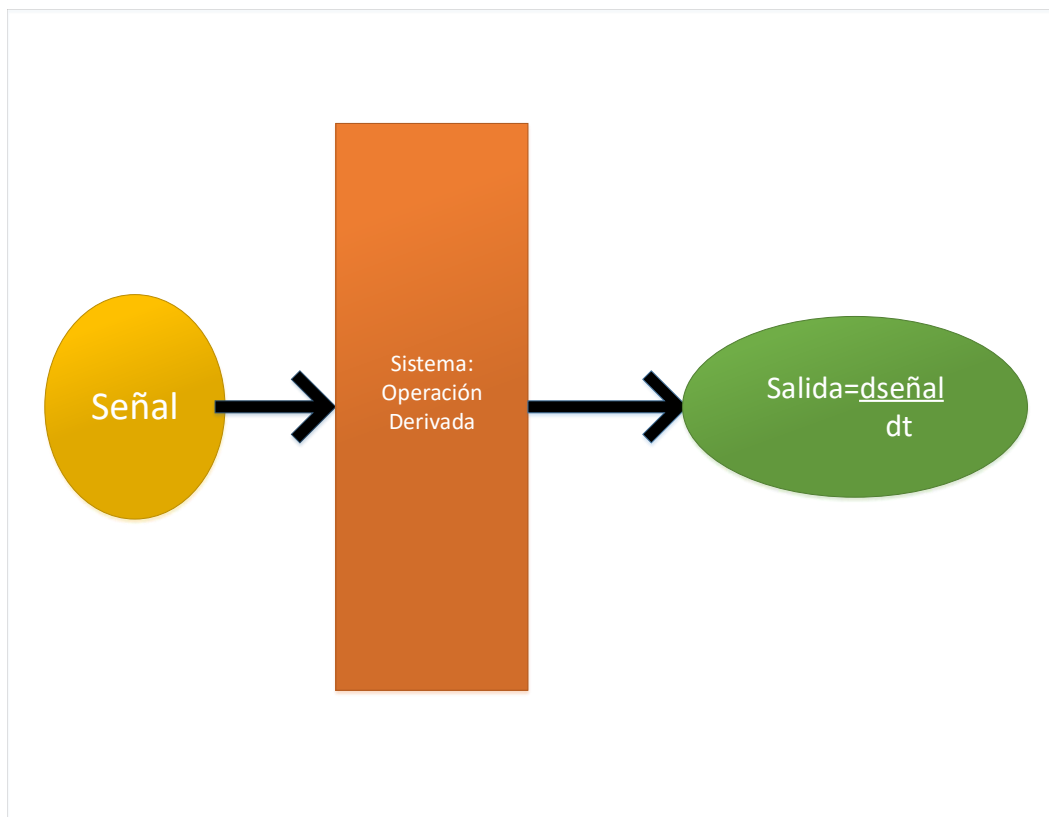 Señal
Sistema:
Operación
Derivada
Salida=dseñal
dt